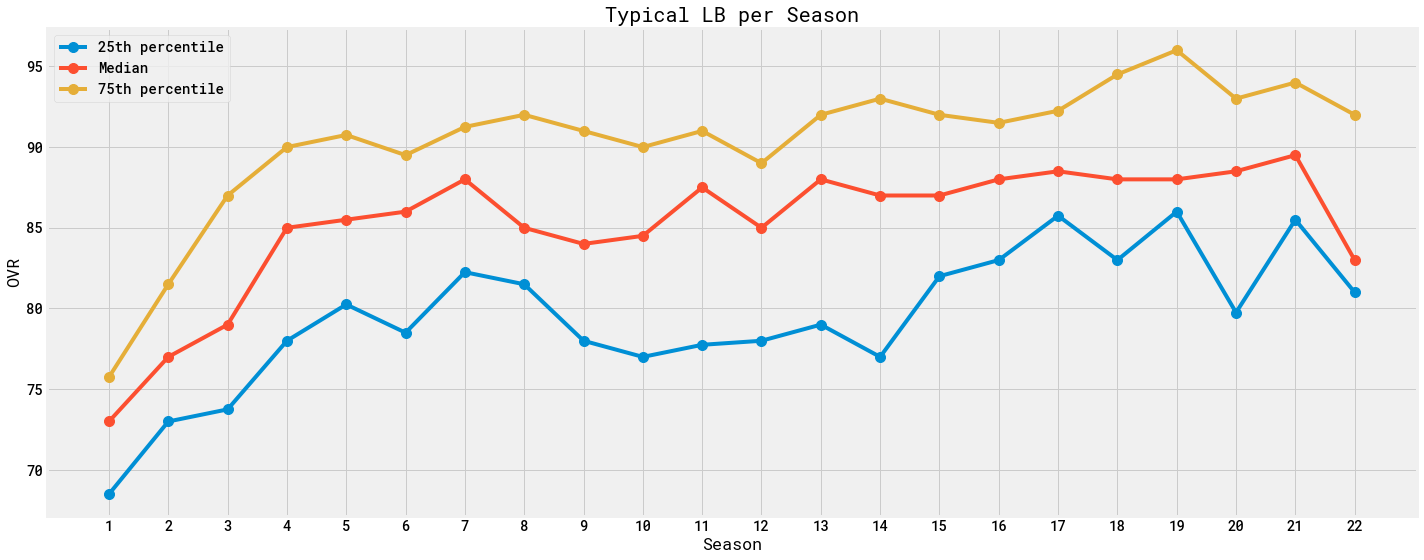 Typical LB per Season
25th percentile
Median
75th percentile
OVR
95
90
85
80
75
70
1 2 3 4 5 6 7 8 9 10 11 12 13 14 15 16 17 18 19 20 21 22
Season